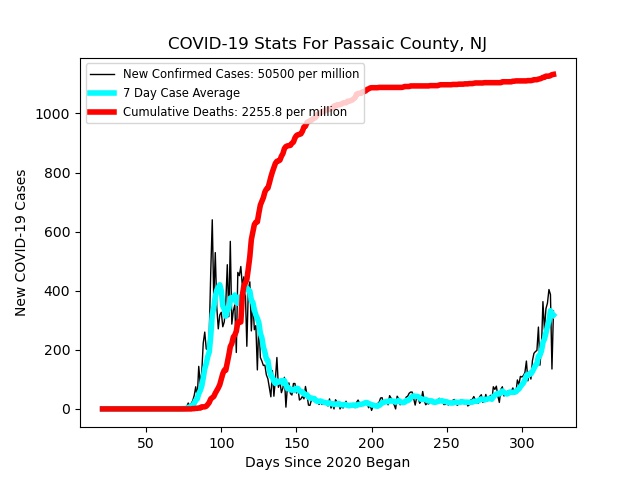 COVID-19 Stats For Passaic County, NJ
New Confirmed Cases: 50500 per million
7 Day Case Average
Cumulative Deaths: 2255.8 per million
New COVID-19 Cases
1000
800
600
400
200
0
50 100 150 200 250 300
Days Since 2020 Began